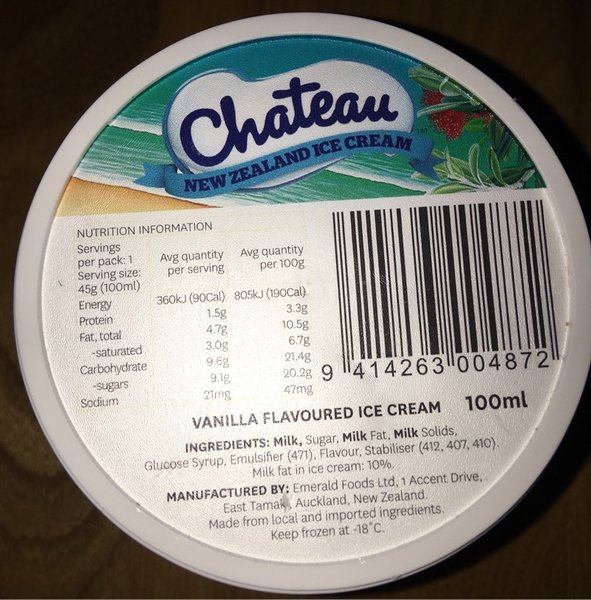 Chateau
NEW ZEALAND ICE CREAM
NUTRITION INFORMATION
Servings per pack: 1
Serving size: 45g (100ml)
Avg quantity per serving Avg quantity per 100g
Energy 360kJ (90Cal) 805kJ (190Cal)
Protein 1.5g 3.3g
Fat, total 4.7g 10.5g
-saturated 3.0g 6.7g
Carbohydrate 9.6g 21.4g
-sugars 9.1g 20.2g
Sodium 21mg 47mg
9 414263 004872
VANILLA FLAVOURED ICE CREAM 100ml
INGREDIENTS: Milk, Sugar, Milk Fat, Milk Solids,
Glucose Syrup, Emulsifier (471), Flavour, Stabiliser (412, 407, 410).
Milk fat in ice cream: 10%.
MANUFACTURED BY: Emerald Foods Ltd, 1 Accent Drive,
East Tamaki, Auckland, New Zealand.
Made from local and imported ingredients.
Keep frozen at -18°C.